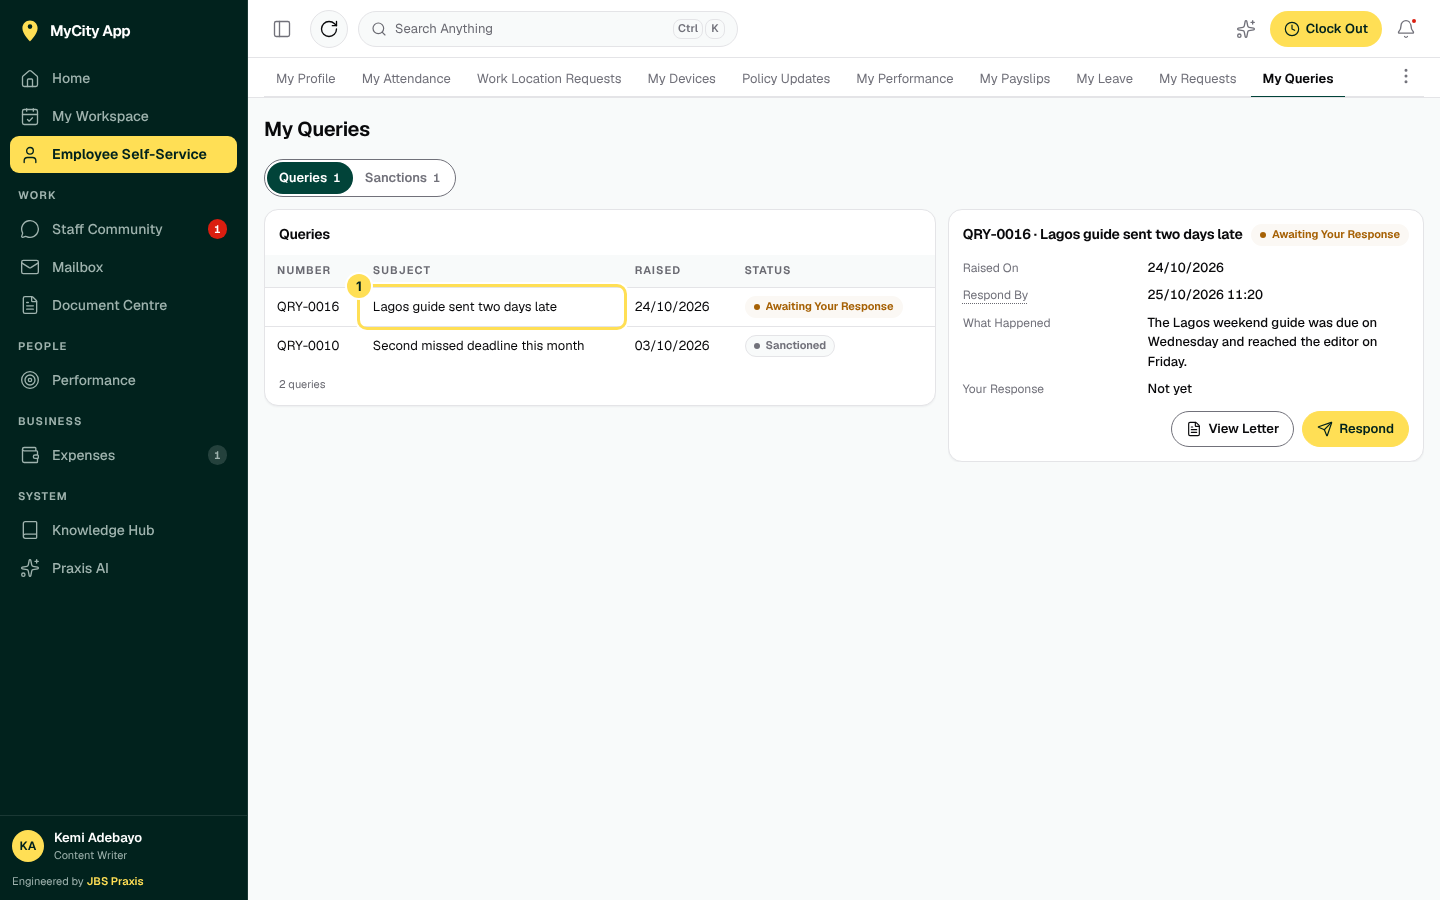 MyCity App
Home
My Workspace
Employee Self-Service
WORK
Staff Community 1
Mailbox
Document Centre
PEOPLE
Performance
BUSINESS
Expenses 1
SYSTEM
Knowledge Hub
Praxis AI
KA
Kemi Adebayo
Content Writer
Engineered by JBS Praxis
Search Anything Ctrl K
Clock Out
My Profile My Attendance Work Location Requests My Devices Policy Updates My Performance My Payslips My Leave My Requests My Queries
My Queries
Queries 1 Sanctions 1
Queries
NUMBER SUBJECT RAISED STATUS
1
QRY-0016 Lagos guide sent two days late 24/10/2026 Awaiting Your Response
QRY-0010 Second missed deadline this month 03/10/2026 Sanctioned
2 queries
QRY-0016 · Lagos guide sent two days late Awaiting Your Response
Raised On 24/10/2026
Respond By 25/10/2026 11:20
What Happened The Lagos weekend guide was due on
Wednesday and reached the editor on
Friday.
Your Response Not yet
View Letter Respond